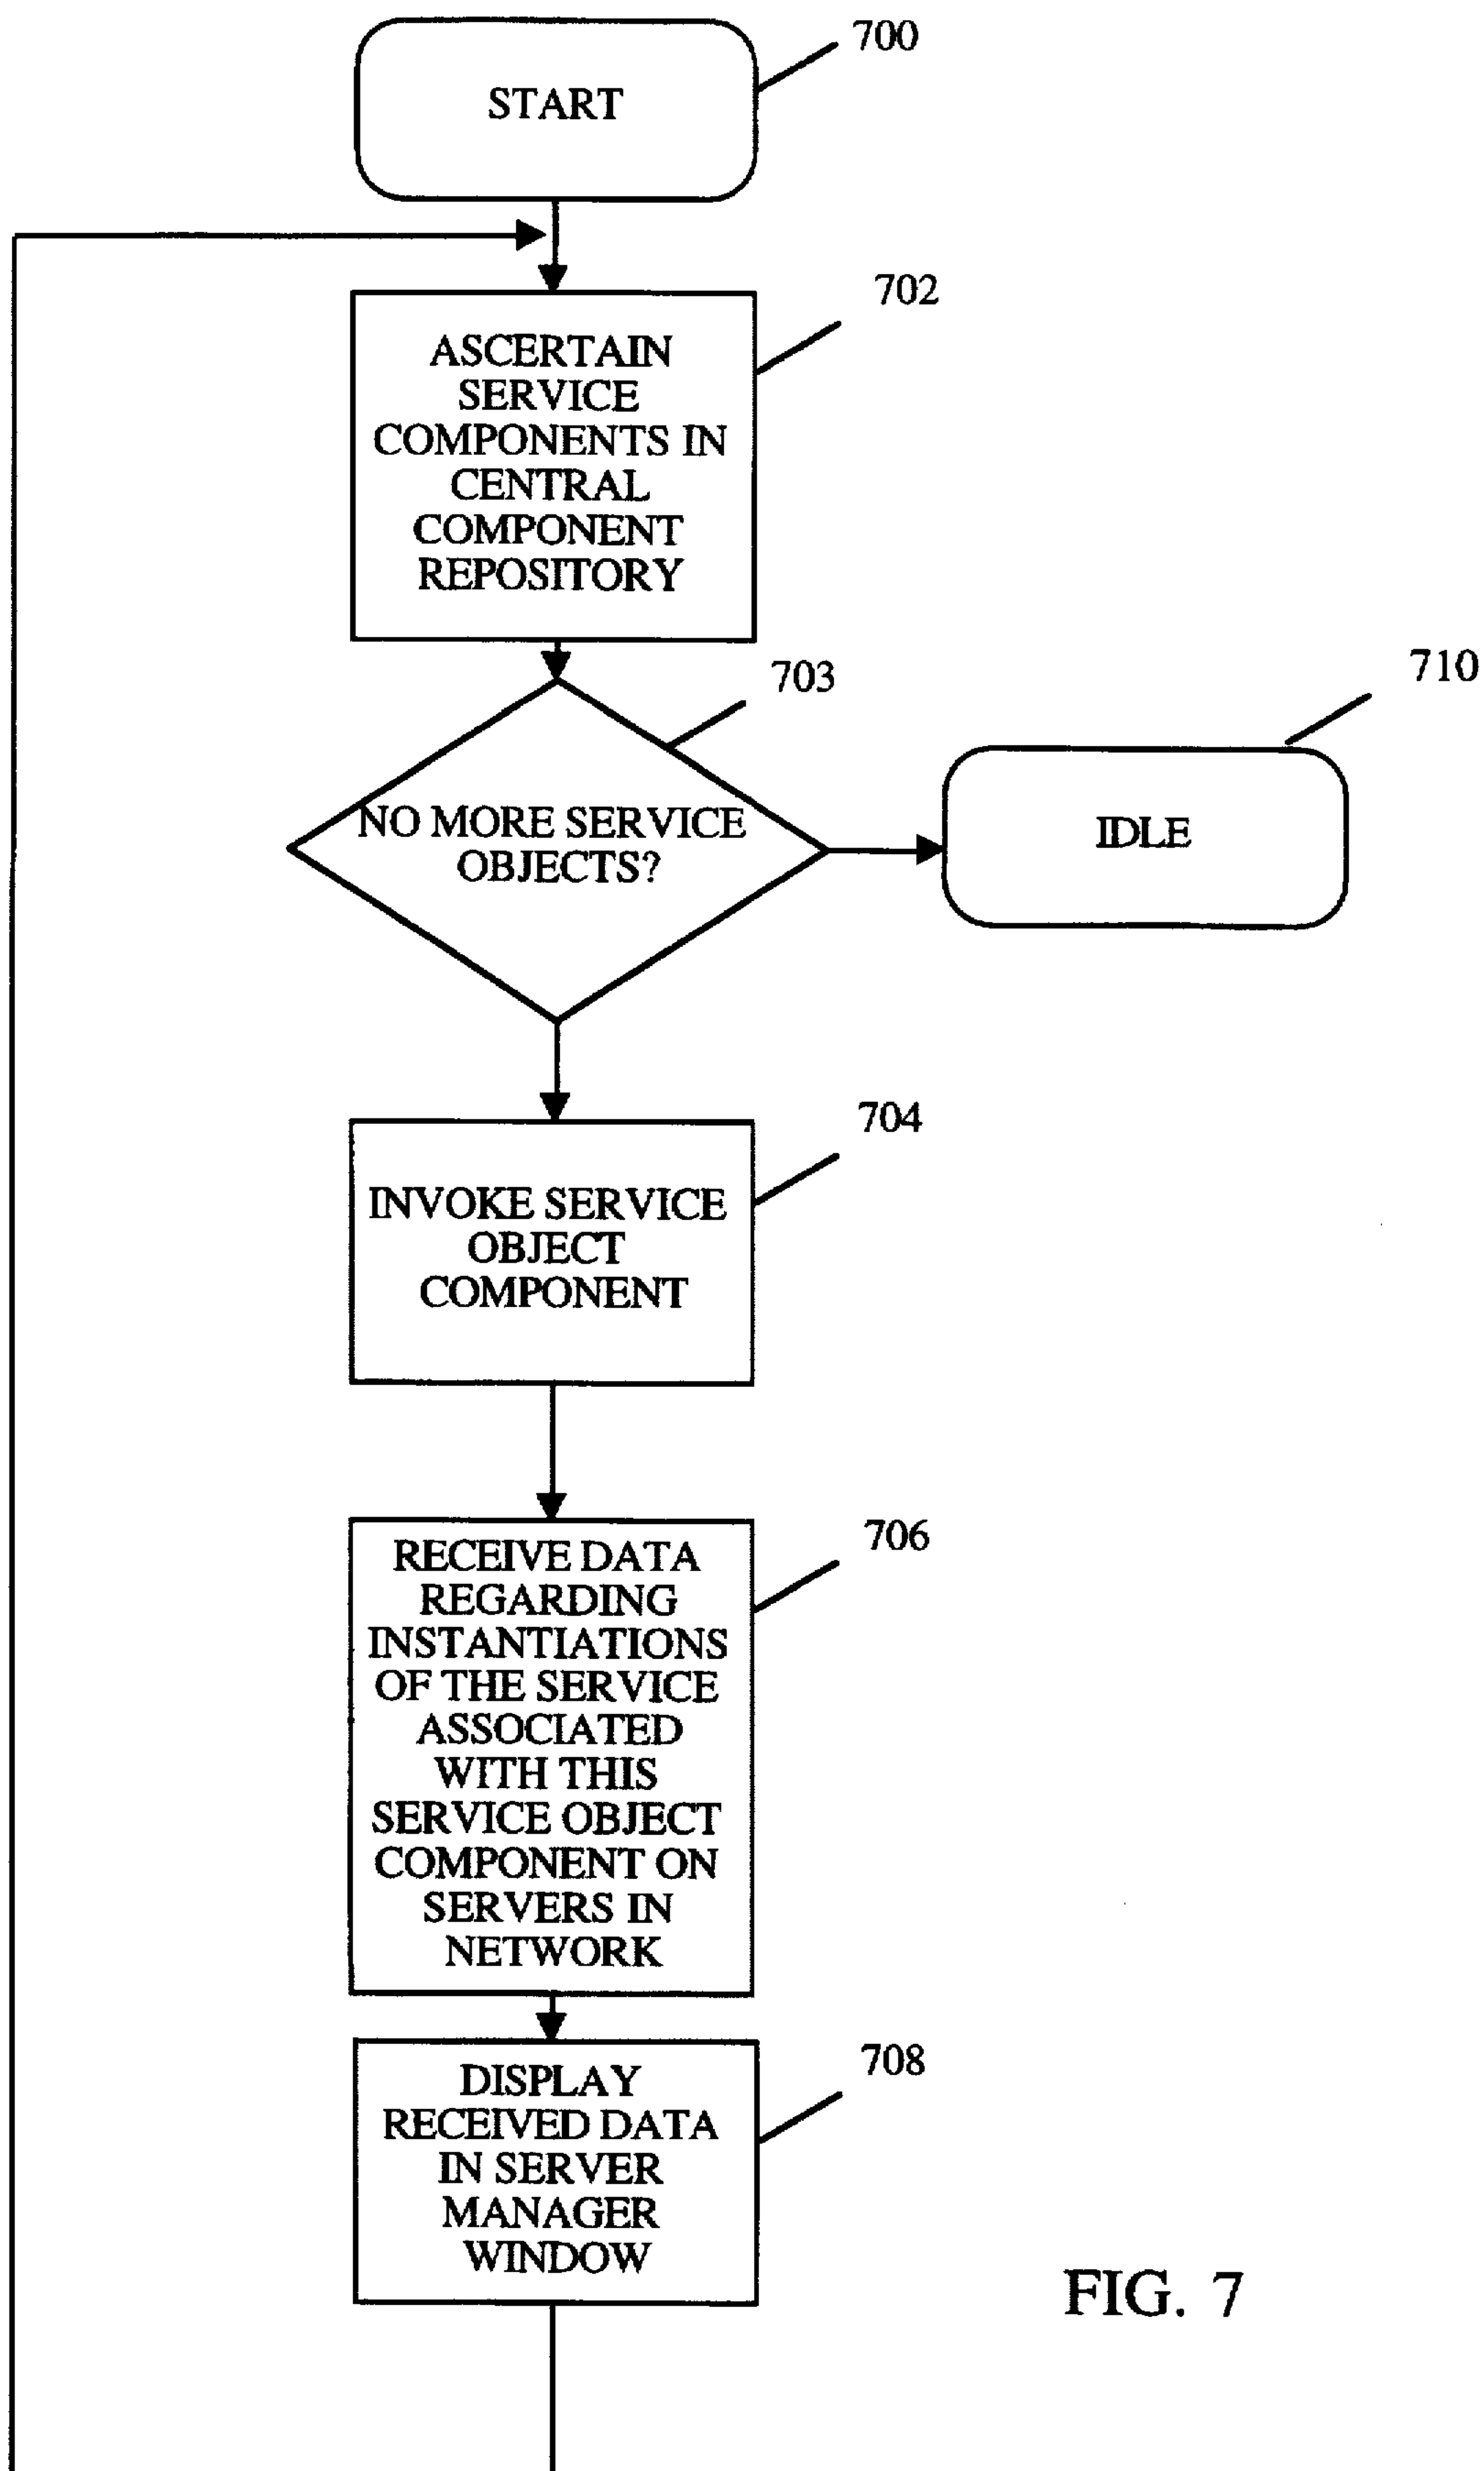 700
START
702
ASCERTAIN
SERVICE
COMPONENTS IN
CENTRAL
COMPONENT
REPOSITORY
703
710
NO MORE SERVICE
OBJECTS?
IDLE
704
INVOKE SERVICE
OBJECT
COMPONENT
706
RECEIVE DATA
REGARDING
INSTANTIATIONS
OF THE SERVICE
ASSOCIATED
WITH THIS
SERVICE OBJECT
COMPONENT ON
SERVERS IN
NETWORK
708
DISPLAY
RECEIVED DATA
IN SERVER
MANAGER
WINDOW
FIG. 7